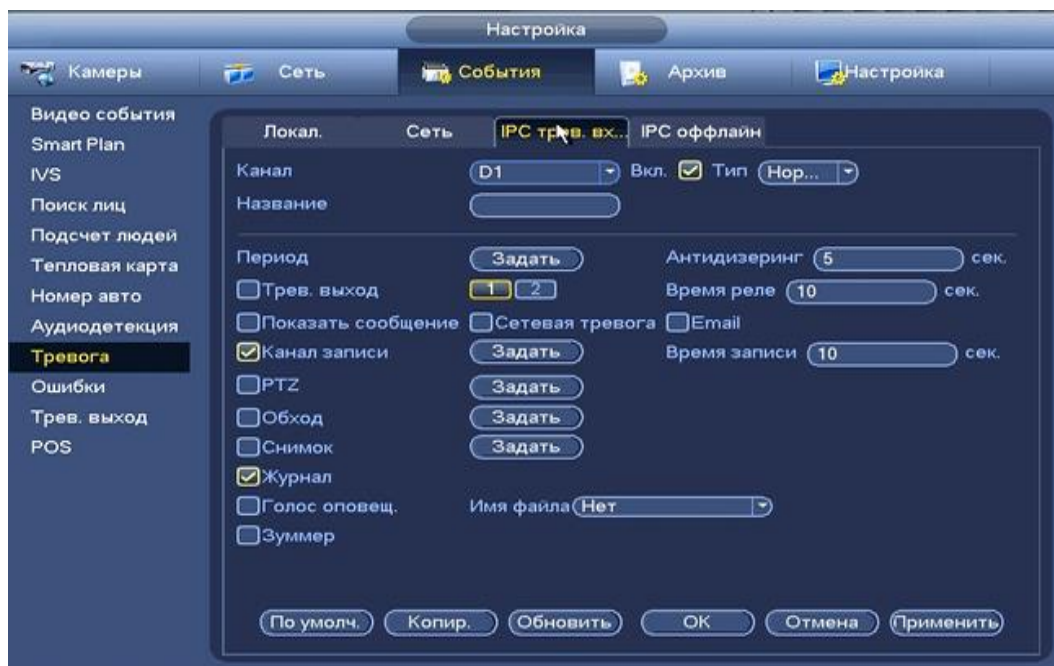 Настройка
Камеры Сеть События Архив Настройка
Видео события
Smart Plan
IVS
Поиск лиц
Подсчет людей
Тепловая карта
Номер авто
Аудиодетекция
Тревога
Ошибки
Трев. выход
POS
Локал. Сеть IPC трев. вх... IPC оффлайн
Канал D1 Вкл. Тип Нор...
Название
Период Задать Антидизеринг 5 сек.
Трев. выход 1 2 Время реле 10 сек.
Показать сообщение Сетевая тревога Email
Канал записи Задать Время записи 10 сек.
PTZ Задать
Обход Задать
Снимок Задать
Журнал
Голос оповещ. Имя файла Нет
Зуммер
По умолч. Копир. Обновить OK Отмена Применить